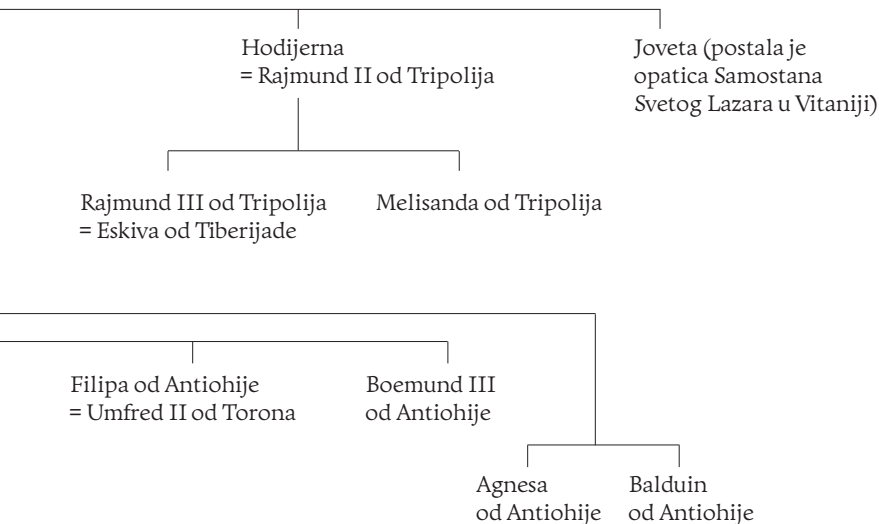 Hodijerna
= Rajmund II od Tripolija
Joveta (postala je
opatica Samostana
Svetog Lazara u Vitaniji)
Rajmund III od Tripolija
= Eskiva od Tiberijade
Melisanda od Tripolija
Filipa od Antiohije
= Umfred II od Torona
Boemund III
od Antiohije
Agnesa
od Antiohije
Balduin
od Antiohije